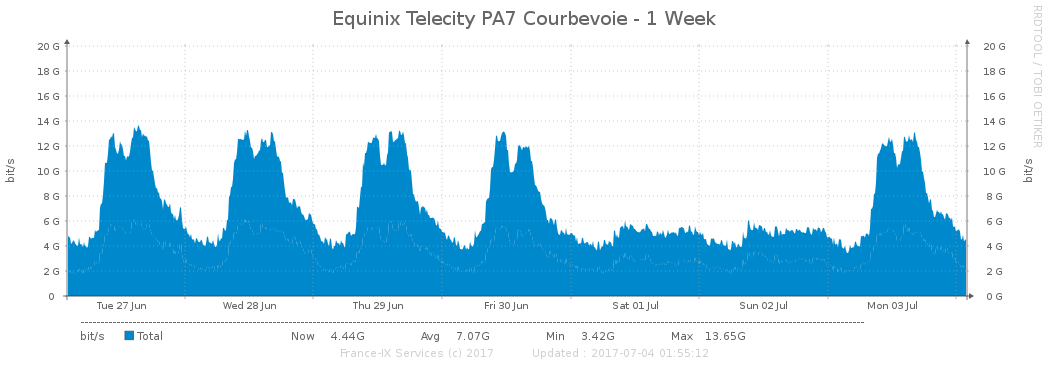 Equinix Telecity PA7 Courbevoie - 1 Week
RRDTOOL / TOBI OETIKER
bit/s
20 G
18 G
16 G
14 G
12 G
10 G
8 G
6 G
4 G
2 G
0
20 G
18 G
16 G
14 G
12 G
10 G
8 G
6 G
4 G
2 G
0 G
bit/s
Tue 27 Jun Wed 28 Jun Thu 29 Jun Fri 30 Jun Sat 01 Jul Sun 02 Jul Mon 03 Jul
bit/s Total Now 4.44G Avg 7.07G Min 3.42G Max 13.65G
France-IX Services (c) 2017 Updated : 2017-07-04 01:55:12